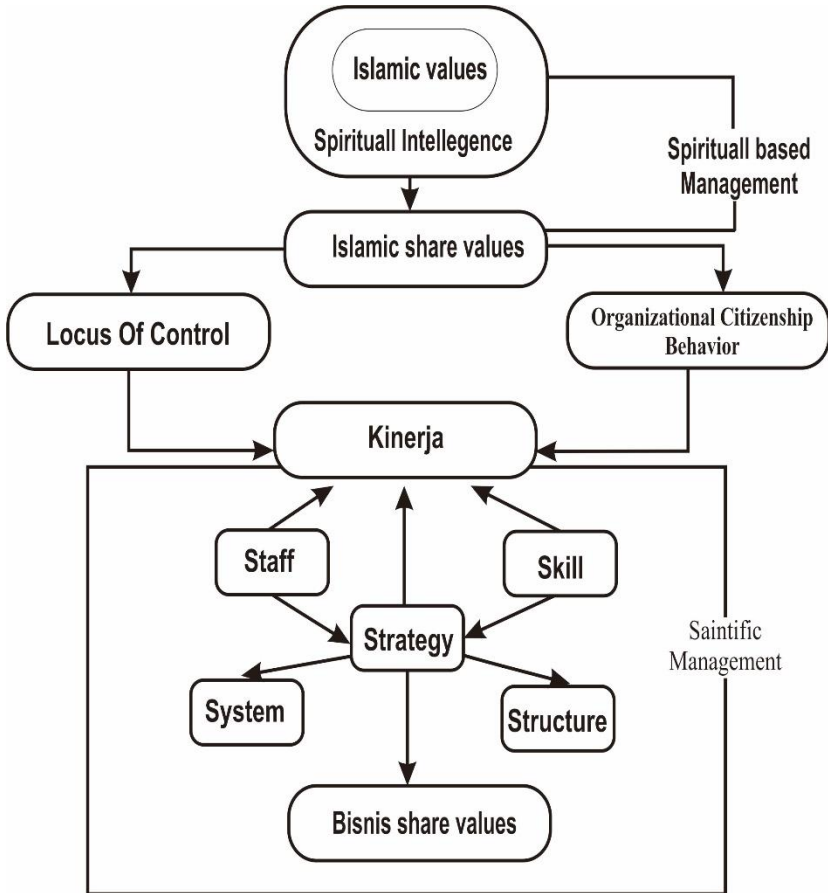 Islamic values
Spirituall Intellegence
Spirituall based
Management
Islamic share values
Locus Of Control
Organizational Citizenship
Behavior
Kinerja
Staff
Skill
Strategy
Saintific
Management
System
Structure
Bisnis share values